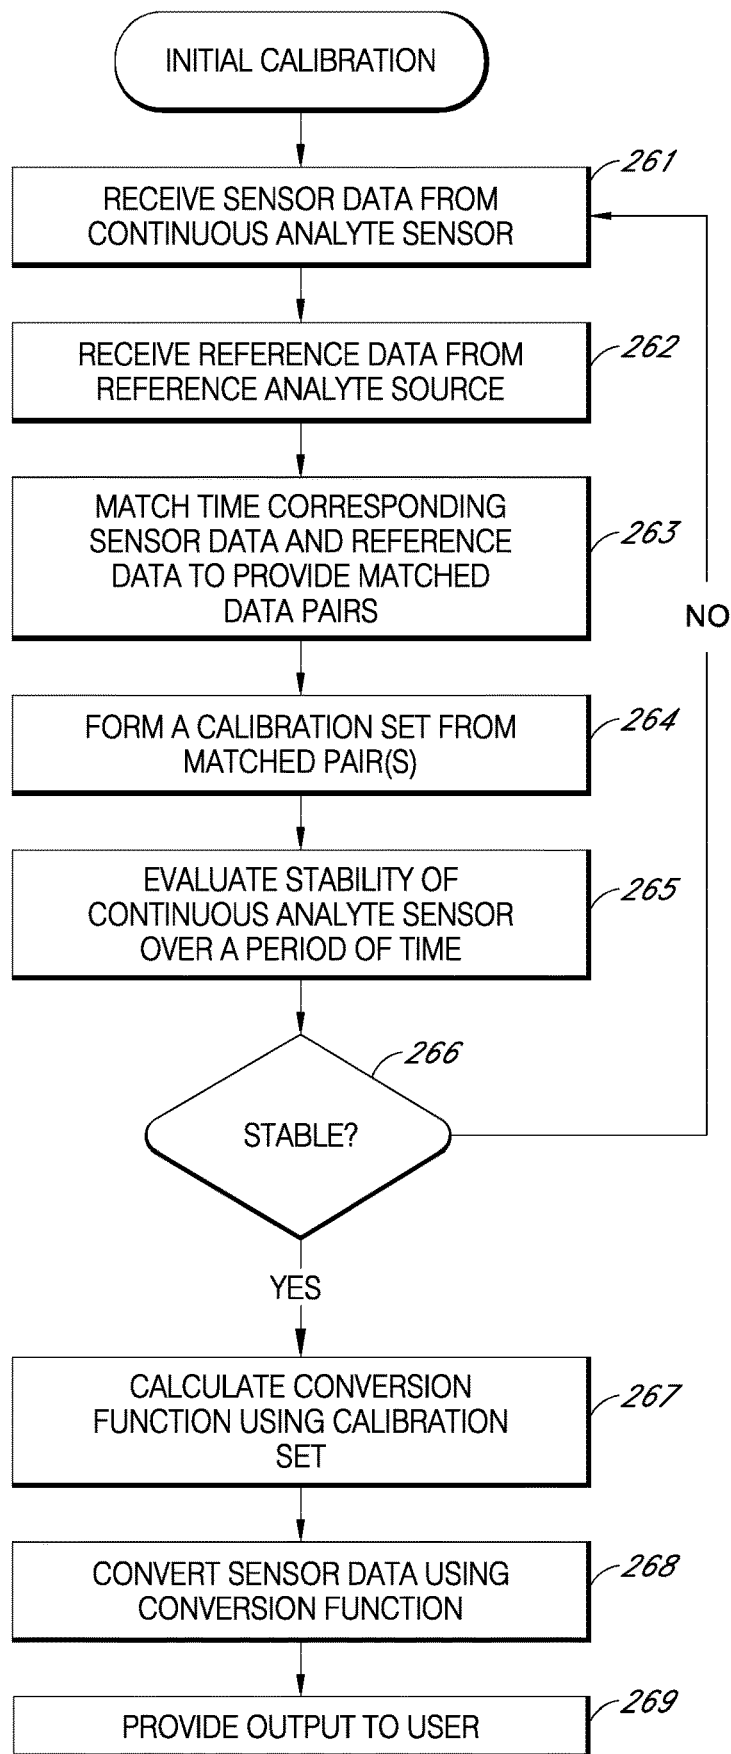 INITIAL CALIBRATION
261
RECEIVE SENSOR DATA FROM
CONTINUOUS ANALYTE SENSOR
262
RECEIVE REFERENCE DATA FROM
REFERENCE ANALYTE SOURCE
263
MATCH TIME CORRESPONDING
SENSOR DATA AND REFERENCE
DATA TO PROVIDE MATCHED
DATA PAIRS
NO
264
FORM A CALIBRATION SET FROM
MATCHED PAIR(S)
265
EVALUATE STABILITY OF
CONTINUOUS ANALYTE SENSOR
OVER A PERIOD OF TIME
266
STABLE?
YES
267
CALCULATE CONVERSION
FUNCTION USING CALIBRATION
SET
268
CONVERT SENSOR DATA USING
CONVERSION FUNCTION
269
PROVIDE OUTPUT TO USER